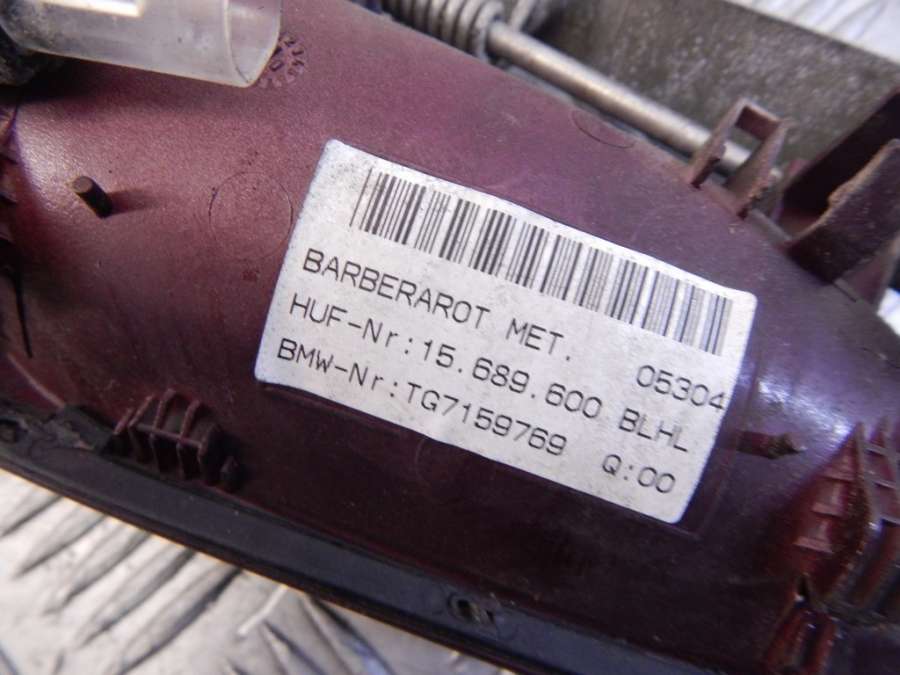 BARBERAROT MET. 05304
HUF-Nr:15.689.600 BLHL
BMW-Nr:TG7159769 Q:00